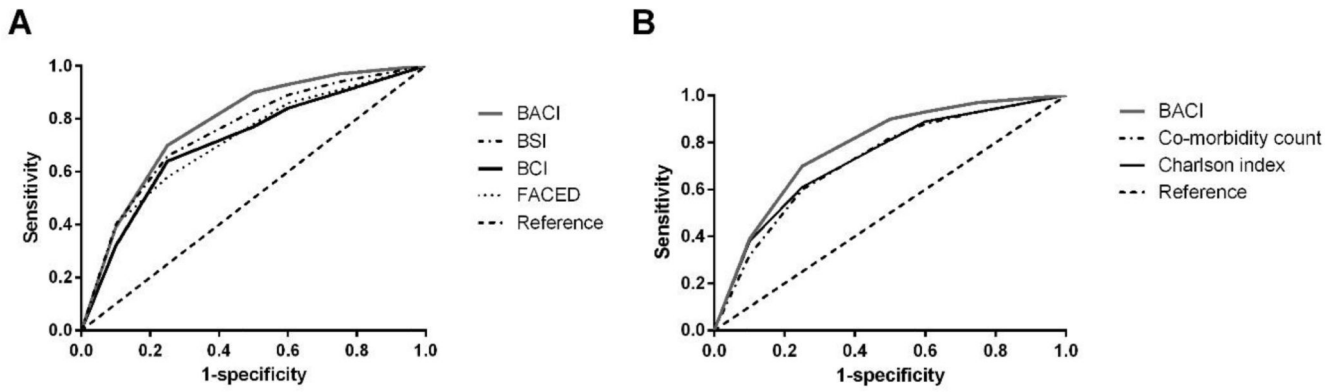 A
1.0
0.8
0.6
0.4
0.2
0.0
Sensitivity
0.0 0.2 0.4 0.6 0.8 1.0
1-specificity
BACI
BSI
BCI
FACED
Reference
B
1.0
0.8
0.6
0.4
0.2
0.0
Sensitivity
0.0 0.2 0.4 0.6 0.8 1.0
1-specificity
BACI
Co-morbidity count
Charlson index
Reference